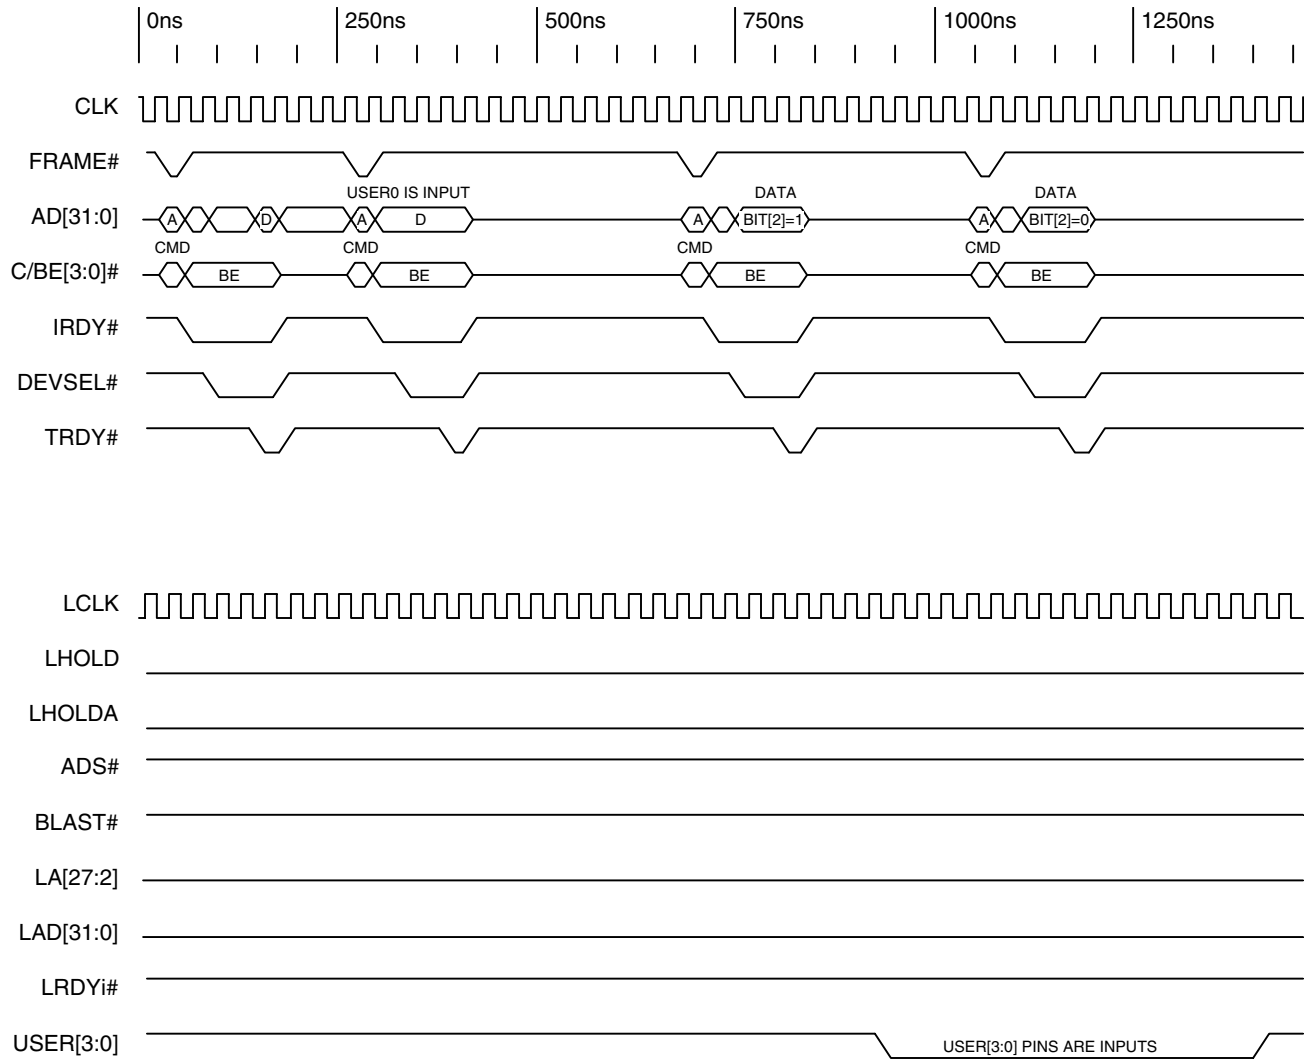 0ns 250ns 500ns 750ns 1000ns 1250ns
CLK
FRAME#
USER0 IS INPUT DATA DATA
AD[31:0] A D A D A BIT[2]=1 A BIT[2]=0
CMD CMD CMD CMD
C/BE[3:0]# BE BE BE BE
IRDY#
DEVSEL#
TRDY#
LCLK
LHOLD
LHOLDA
ADS#
BLAST#
LA[27:2]
LAD[31:0]
LRDYi#
USER[3:0] USER[3:0] PINS ARE INPUTS